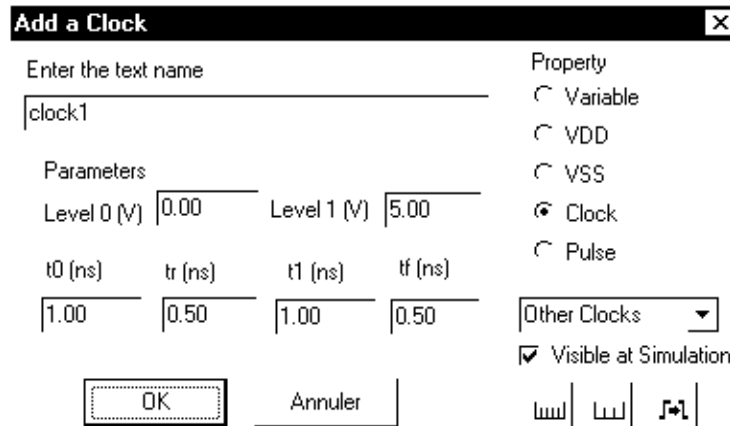 Add a Clock
Enter the text name
clock1
Parameters
Level 0 (V) 0.00 Level 1 (V) 5.00
t0 (ns) tr (ns) t1 (ns) tf (ns)
1.00 0.50 1.00 0.50
OK Annuler
Property
Variable
VDD
VSS
Clock
Pulse
Other Clocks
Visible at Simulation